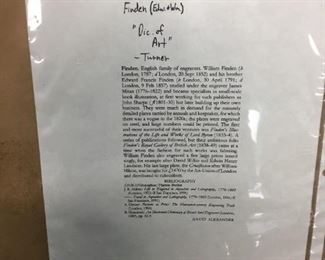 Finden (Edw. & Wm)
"Dic. of
Art"
- Turner
Finden. English family of engravers. William Finden (b
London, 1787; d London, 20 Sept 1852) and his brother
Edward Francis Finden (b London, 30 April 1791; d
London, 9 Feb 1857) studied under the engraver James
Mitan (1776–1822) and became specialists in small-scale
book illustration, at first working for such publishers as
John Sharpe (fl 1801–30) but later building up their own
business. They were much in demand for the minutely
detailed plates carried by annuals and keepsakes, for which
there was a vogue in the 1820s; the plates were engraved
on steel, and large numbers could be printed. The first
and most successful of their ventures was Finden's Illus-
trations of the Life and Works of Lord Byron (1833–4). A
series of publications followed, but their ambitious folio
Finden's Royal Gallery of British Art (1838–49) came at a
time when the fashion for such works was declining.
William Finden also engraved a few large prints issued
singly, for example after David Wilkie and Edwin Henry
Landseer. His last large plate, the Crucifixion after William
Hilton, was bought for £1470 by the Art-Union of London
and distributed to subscribers.
BIBLIOGRAPHY
DNB; Thieme–Becker
DAVID ALEXANDER